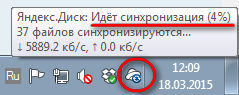 Яндекс.Диск: Идёт синхронизация (4%)
37 файлов синхронизируются...
↓ 5889.2 кб/с, ↑ 0.0 кб/с
Ru
12:09
18.03.2015